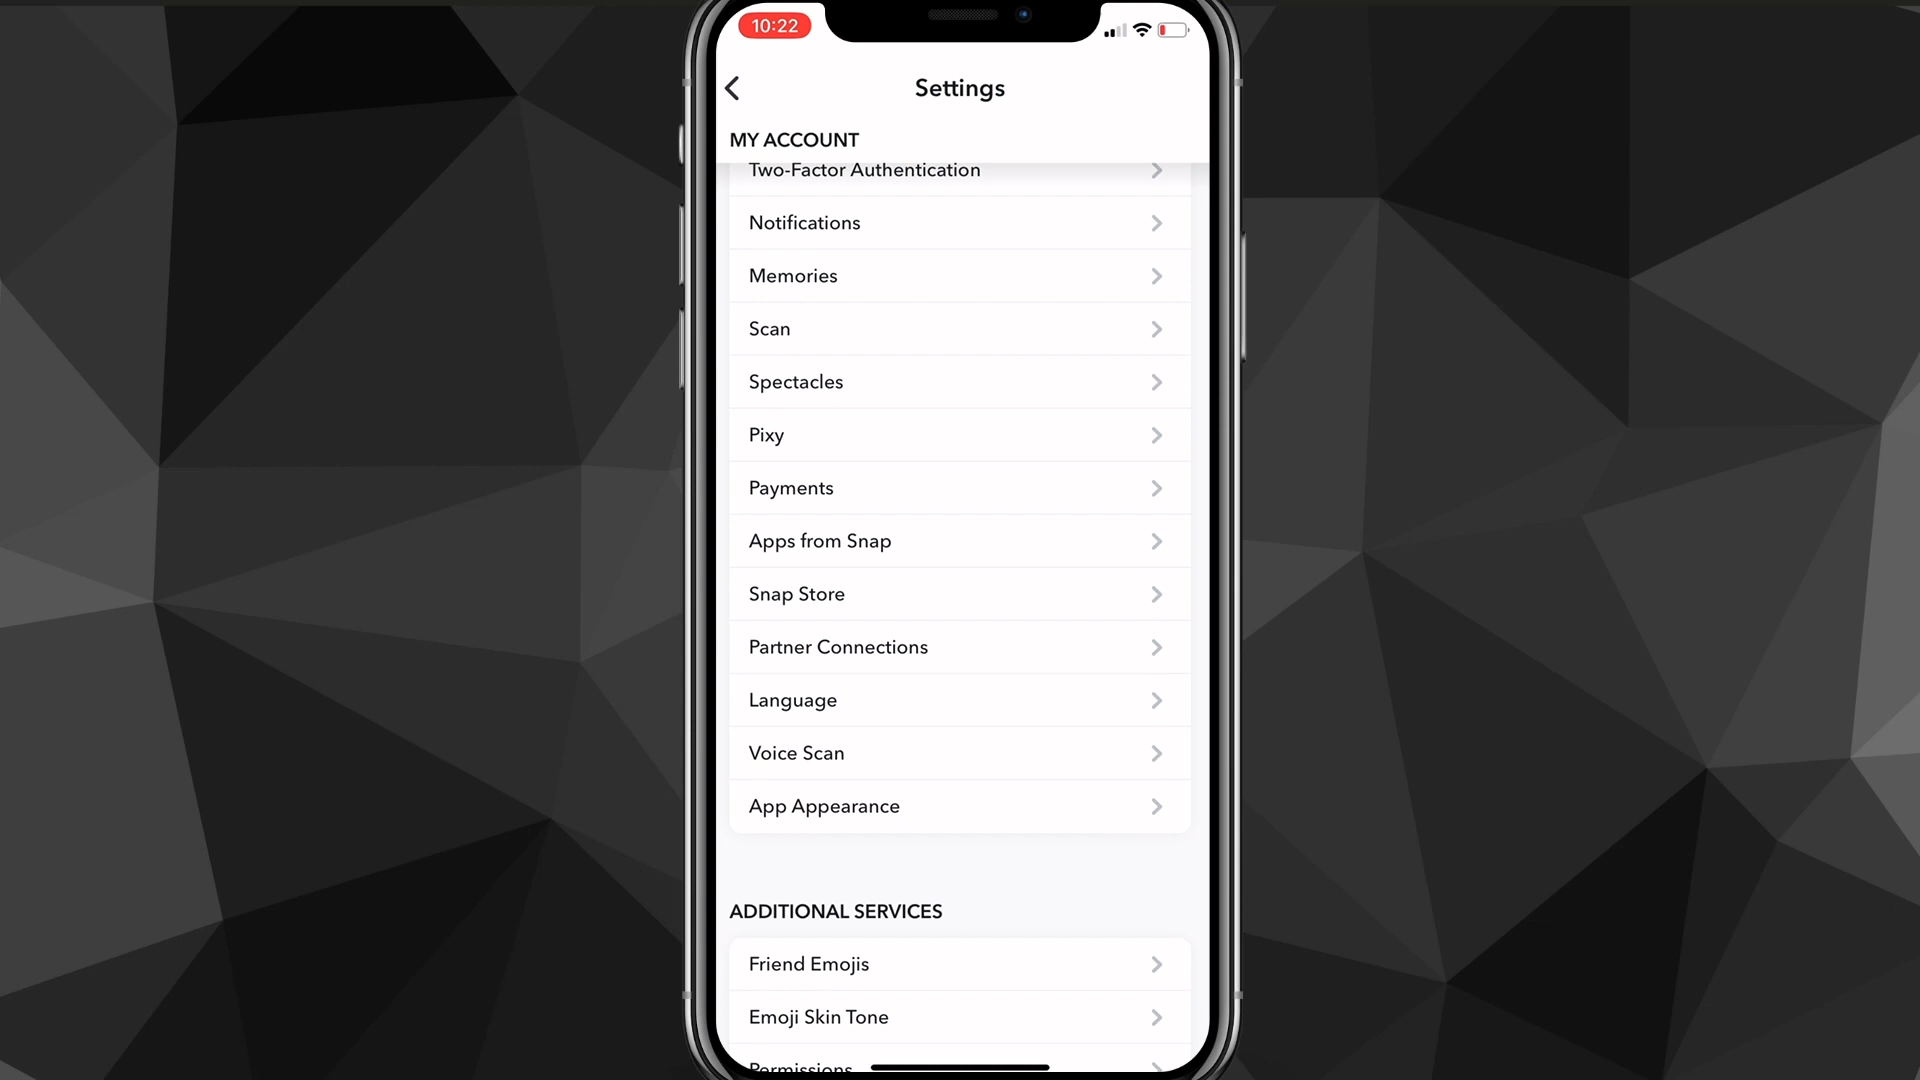 10:22
Settings
MY ACCOUNT
Two-Factor Authentication
Notifications
Memories
Scan
Spectacles
Pixy
Payments
Apps from Snap
Snap Store
Partner Connections
Language
Voice Scan
App Appearance
ADDITIONAL SERVICES
Friend Emojis
Emoji Skin Tone
Permissions